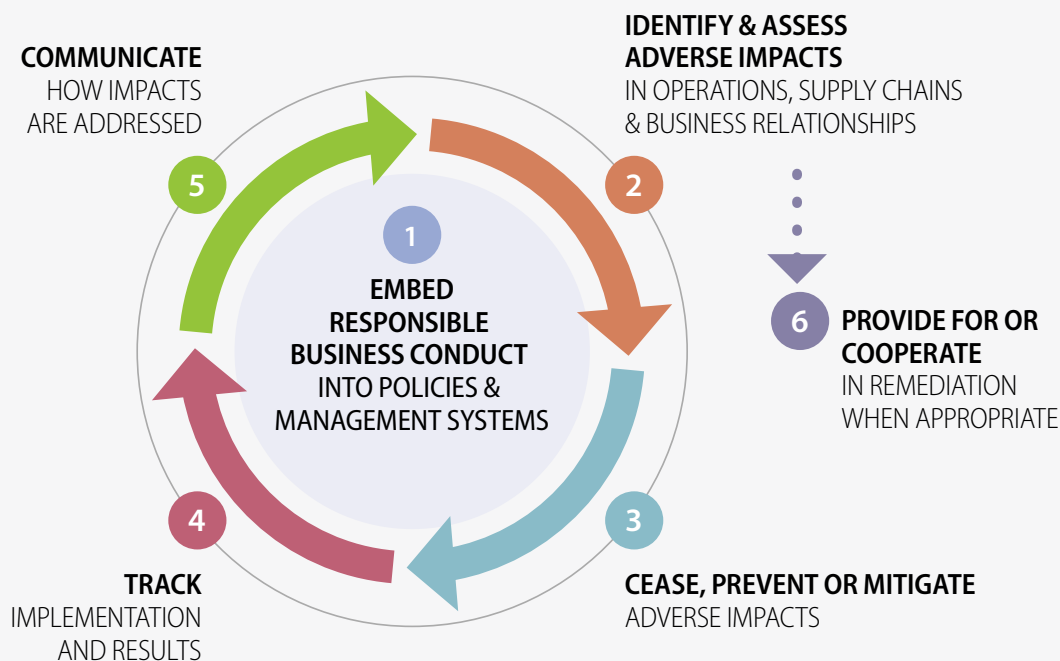 1
EMBED
RESPONSIBLE
BUSINESS CONDUCT
INTO POLICIES &
MANAGEMENT SYSTEMS
2
IDENTIFY & ASSESS
ADVERSE IMPACTS
IN OPERATIONS, SUPPLY CHAINS
& BUSINESS RELATIONSHIPS
3
CEASE, PREVENT OR MITIGATE
ADVERSE IMPACTS
4
TRACK
IMPLEMENTATION
AND RESULTS
5
COMMUNICATE
HOW IMPACTS
ARE ADDRESSED
6
PROVIDE FOR OR
COOPERATE
IN REMEDIATION
WHEN APPROPRIATE